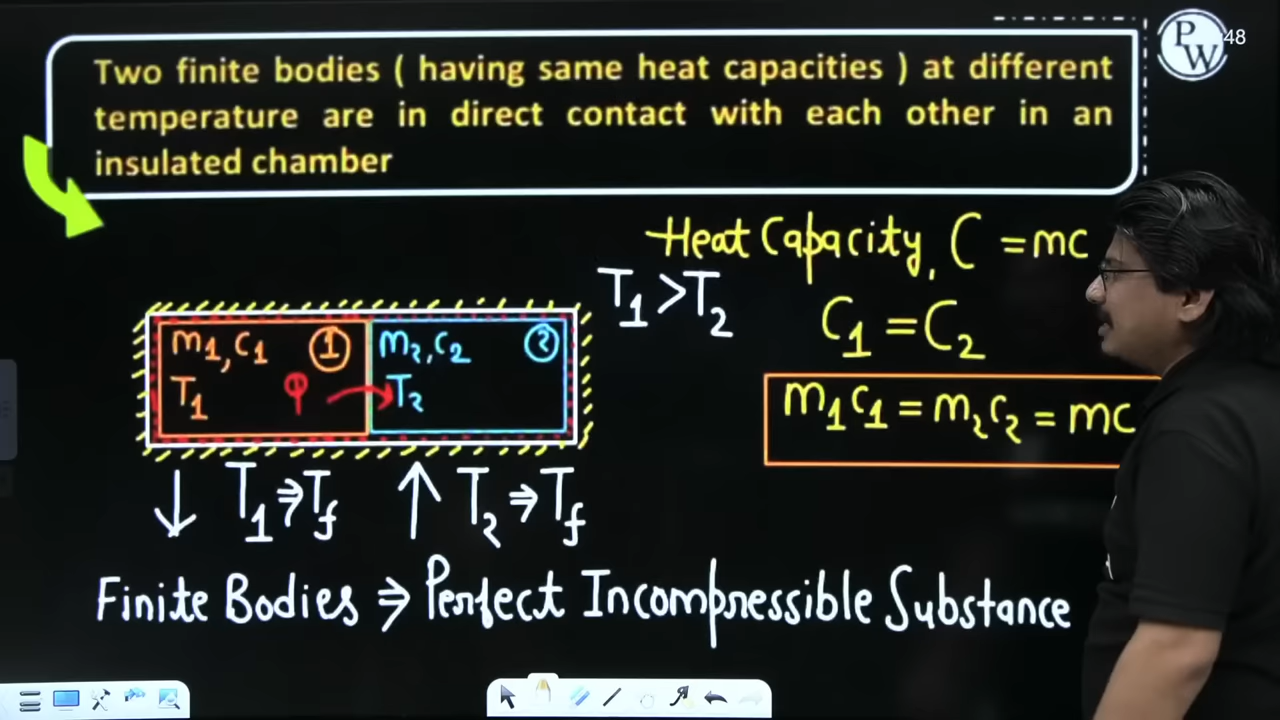 Two finite bodies ( having same heat capacities ) at different
temperature are in direct contact with each other in an
insulated chamber
PW
48
Heat Capacity, C = mc
T₁ > T₂
C₁ = C₂
m₁, c₁ ①
m₂, c₂ ②
T₁ φ → T₂
m₁c₁ = m₂c₂ = mc
↓ T₁ ⇒ T_f ↑ T₂ ⇒ T_f
Finite Bodies ⇒ Perfect Incompressible Substance